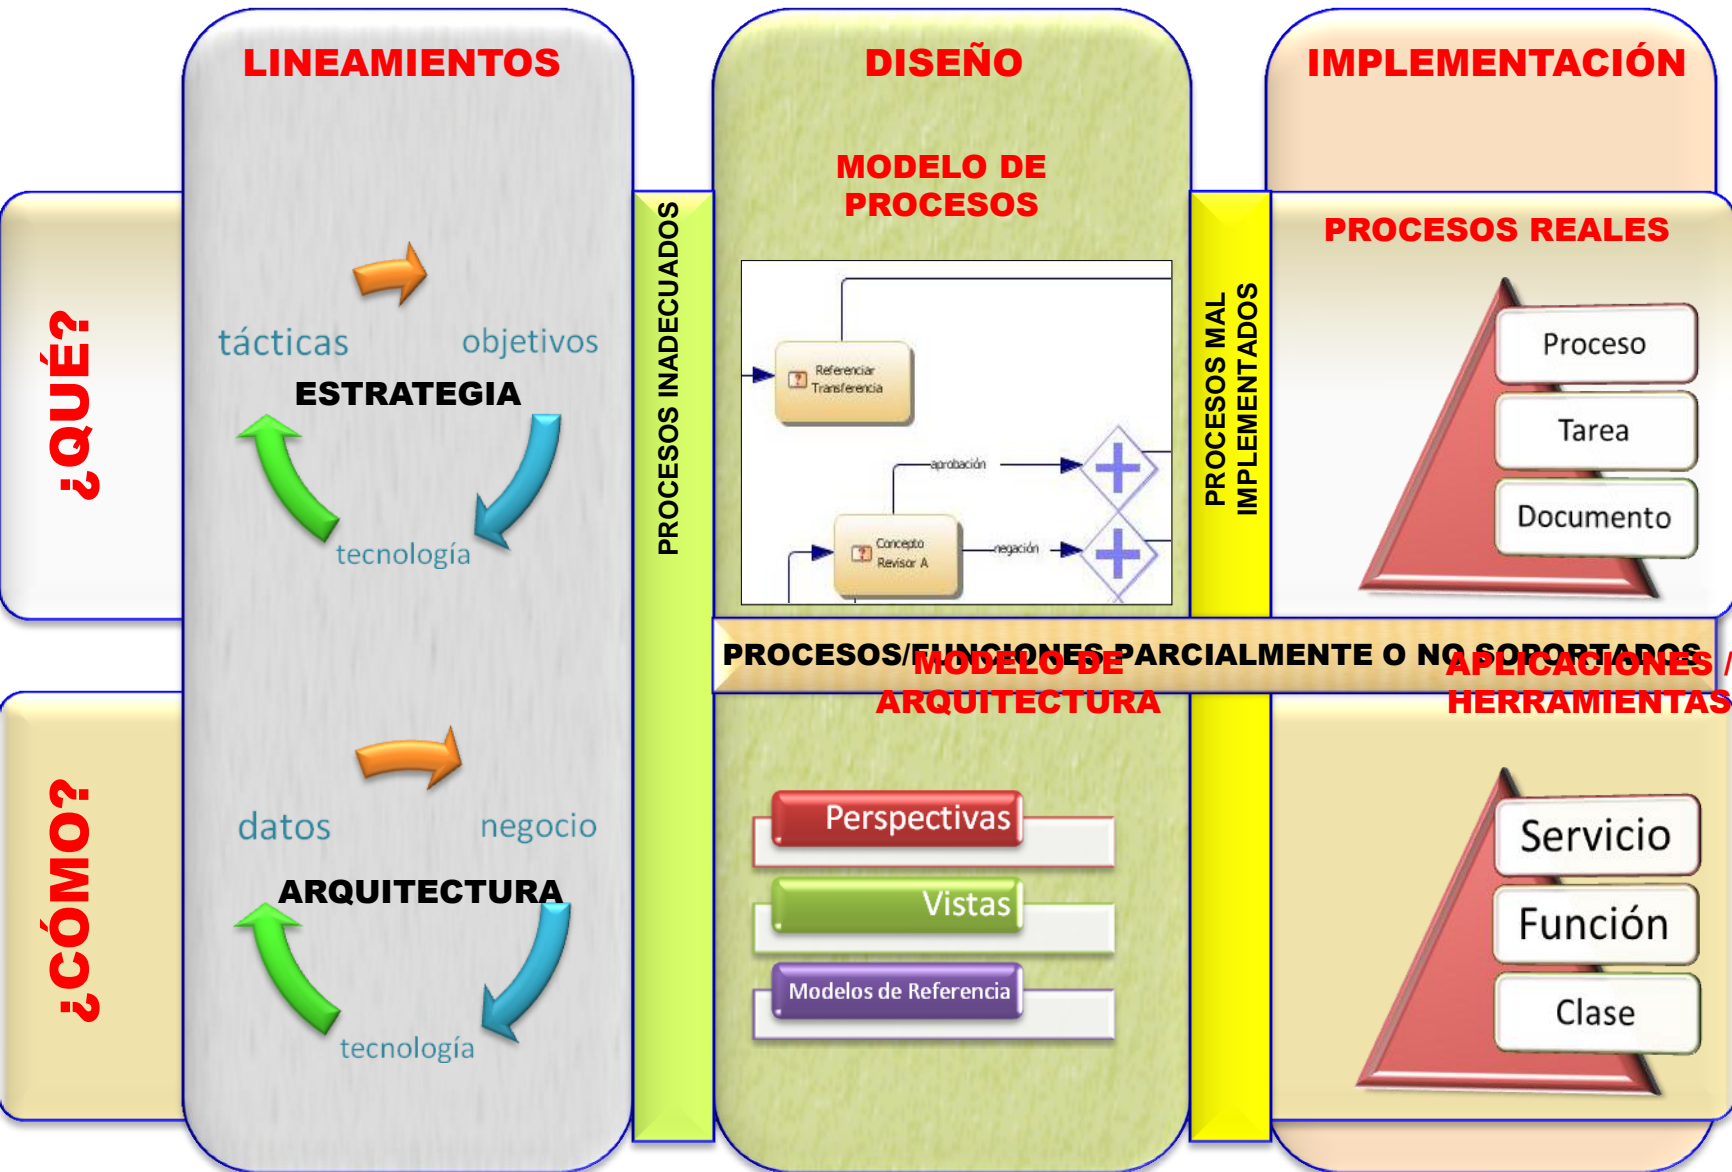 LINEAMIENTOS
DISEÑO
IMPLEMENTACIÓN
¿QUÉ?
tácticas
objetivos
ESTRATEGIA
tecnología
PROCESOS INADECUADOS
MODELO DE
PROCESOS
Referenciar
Transferencia
aprobación
Concepto
Revisor A
negación
PROCESOS MAL
IMPLEMENTADOS
PROCESOS REALES
Proceso
Tarea
Documento
PROCESOS/FUNCIONES PARCIALMENTE O NO SOPORTADOS
¿CÓMO?
datos
negocio
ARQUITECTURA
tecnología
MODELO DE
ARQUITECTURA
Perspectivas
Vistas
Modelos de Referencia
APLICACIONES /
HERRAMIENTAS
Servicio
Función
Clase